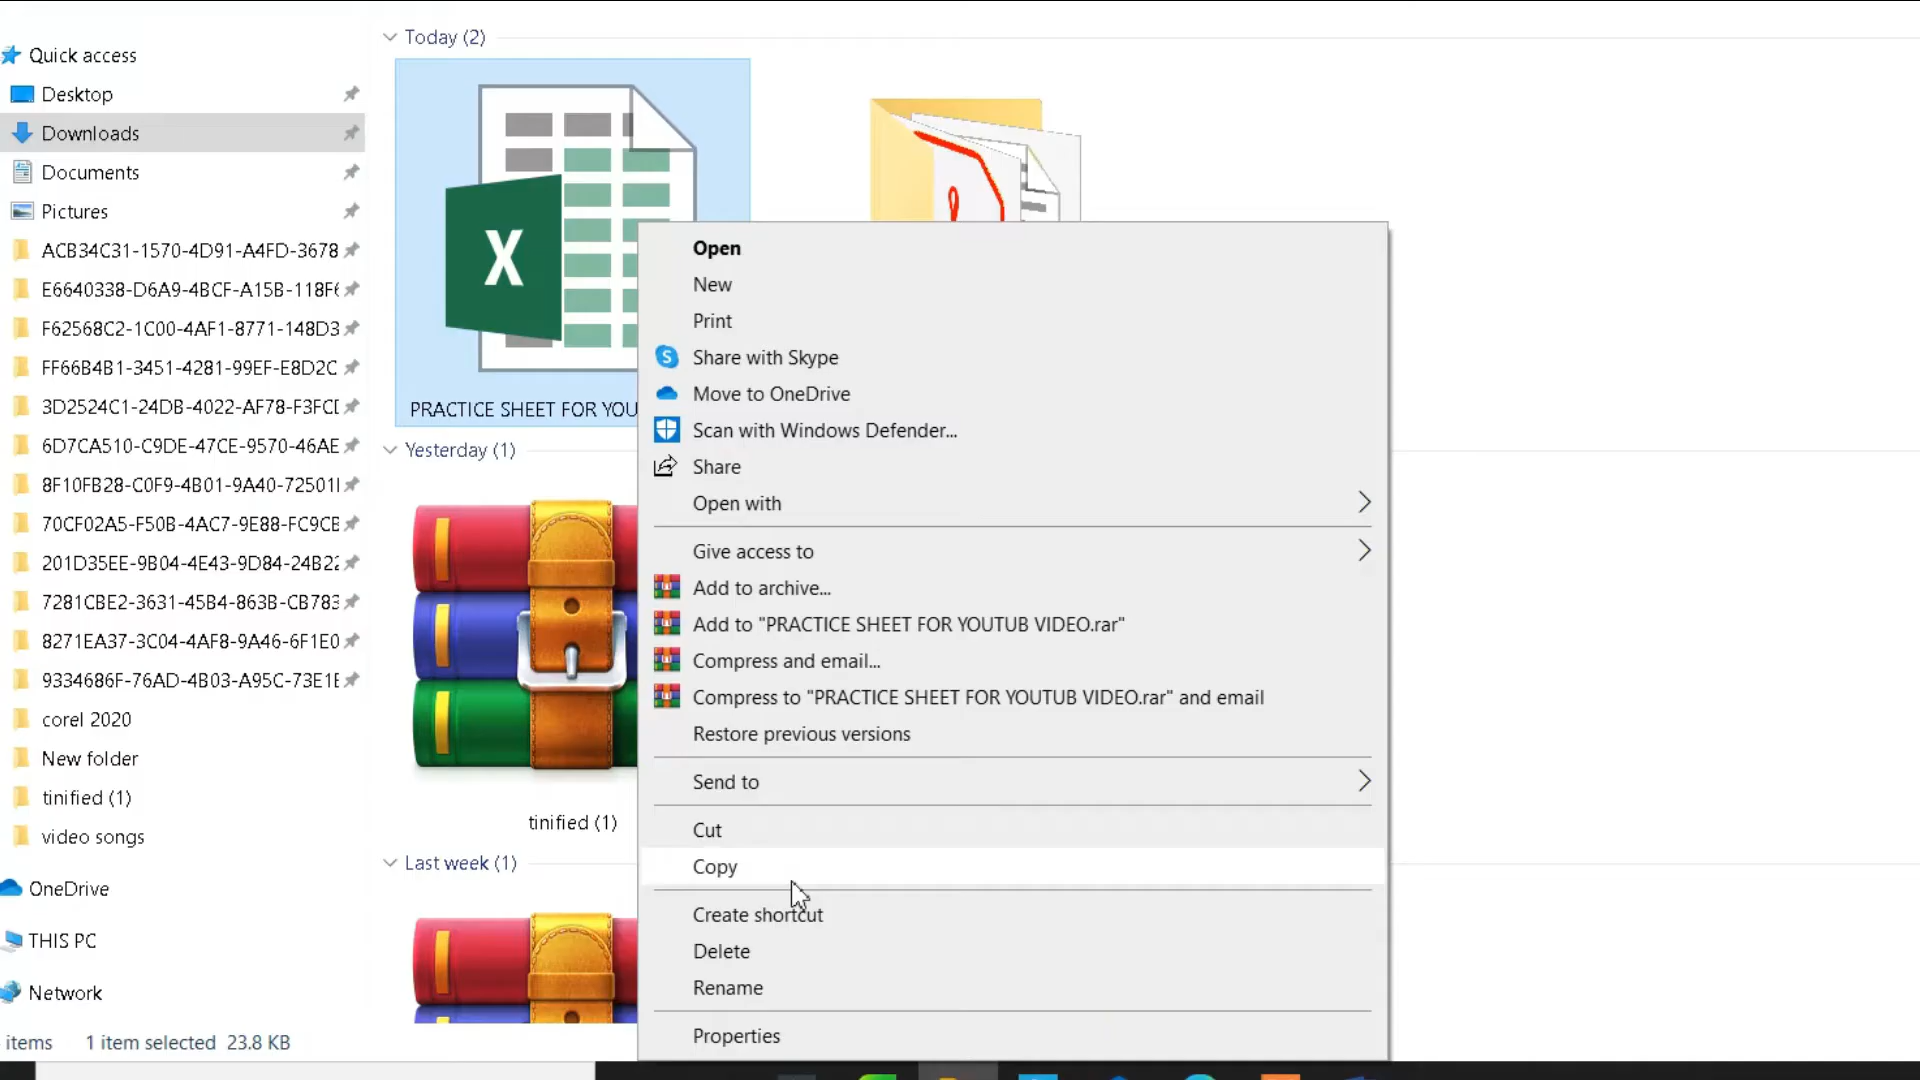 Quick access
Desktop
Downloads
Documents
Pictures
ACB34C31-1570-4D91-A4FD-3678
E6640338-D6A9-4BCF-A15B-118F6
F62568C2-1C00-4AF1-8771-148D3
FF66B4B1-3451-4281-99EF-E8D2C
3D2524C1-24DB-4022-AF78-F3FCD
6D7CA510-C9DE-47CE-9570-46AE
8F10FB28-C0F9-4B01-9A40-72501
70CF02A5-F50B-4AC7-9E88-FC9CB
201D35EE-9B04-4E43-9D84-24B22
7281CBE2-3631-45B4-863B-CB783
8271EA37-3C04-4AF8-9A46-6F1E0
9334686F-76AD-4B03-A95C-73E1E
corel 2020
New folder
tinified (1)
video songs
OneDrive
THIS PC
Network
items 1 item selected 23.8 KB
Today (2)
X
PRACTICE SHEET FOR YOU
Yesterday (1)
tinified (1)
Last week (1)
Open
New
Print
Share with Skype
Move to OneDrive
Scan with Windows Defender...
Share
Open with
Give access to
Add to archive...
Add to "PRACTICE SHEET FOR YOUTUB VIDEO.rar"
Compress and email...
Compress to "PRACTICE SHEET FOR YOUTUB VIDEO.rar" and email
Restore previous versions
Send to
Cut
Copy
Create shortcut
Delete
Rename
Properties